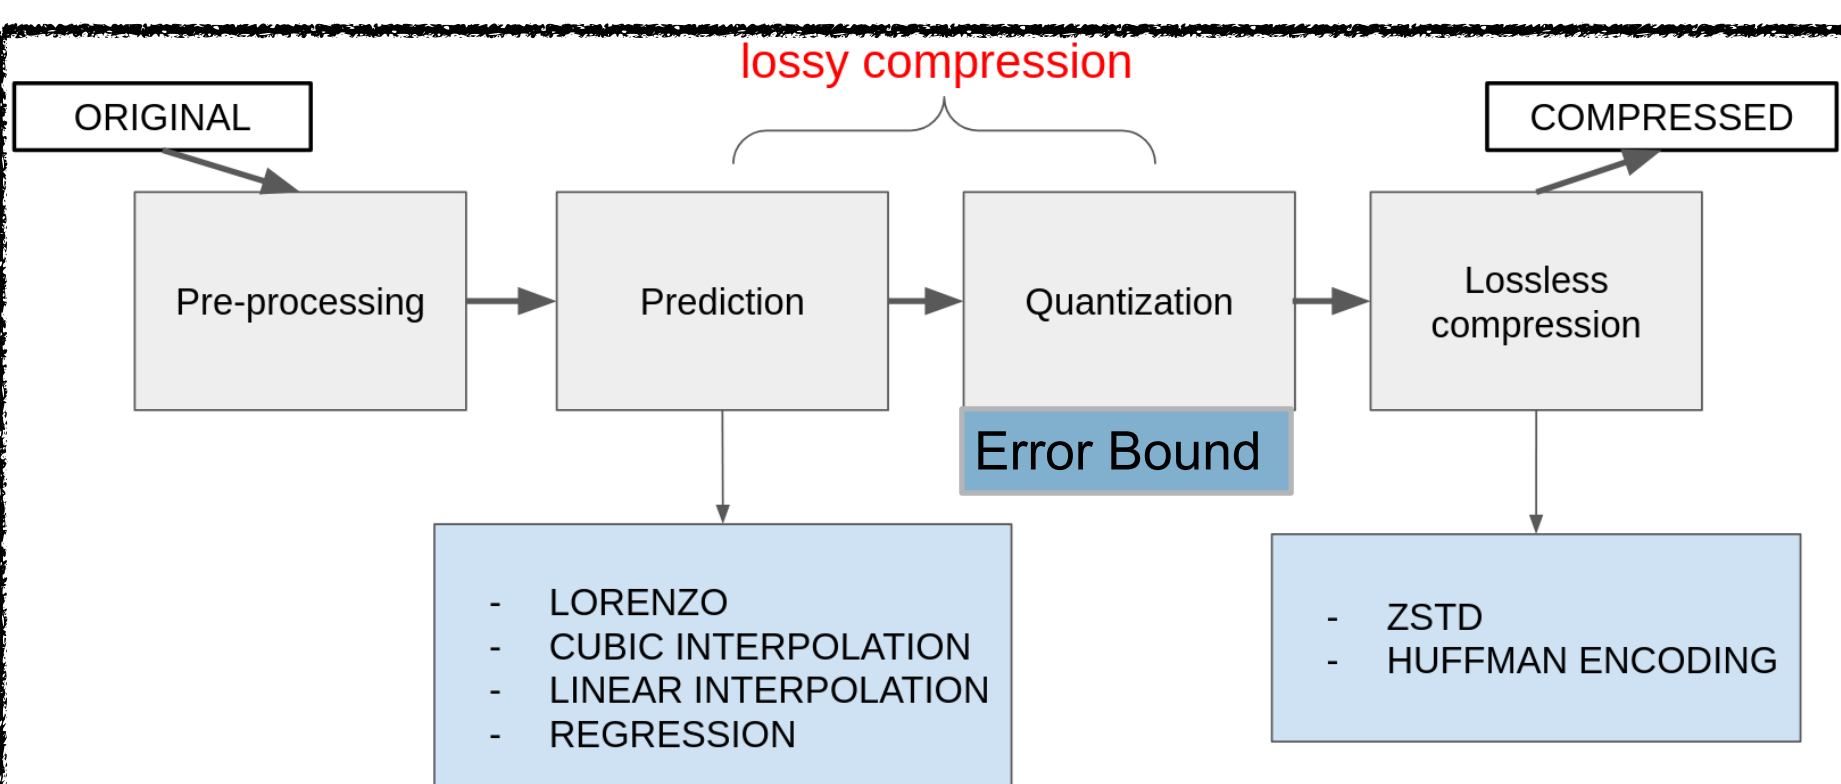 lossy compression
ORIGINAL
COMPRESSED
Pre-processing
Prediction
Quantization
Lossless
compression
Error Bound
- LORENZO
- CUBIC INTERPOLATION
- LINEAR INTERPOLATION
- REGRESSION
- ZSTD
- HUFFMAN ENCODING